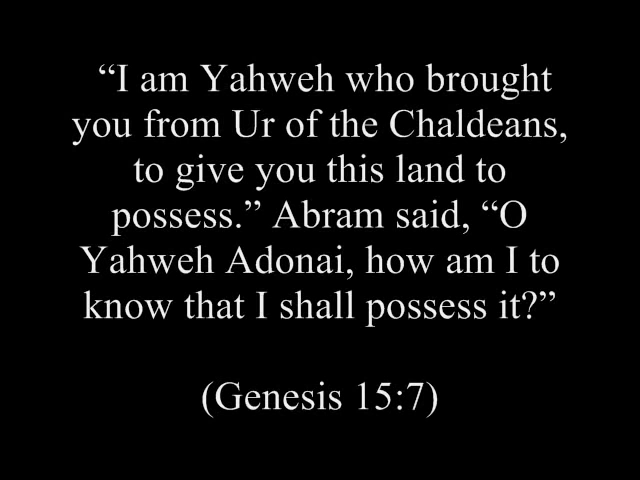 “I am Yahweh who brought
you from Ur of the Chaldeans,
to give you this land to
possess.” Abram said, “O
Yahweh Adonai, how am I to
know that I shall possess it?”
(Genesis 15:7)